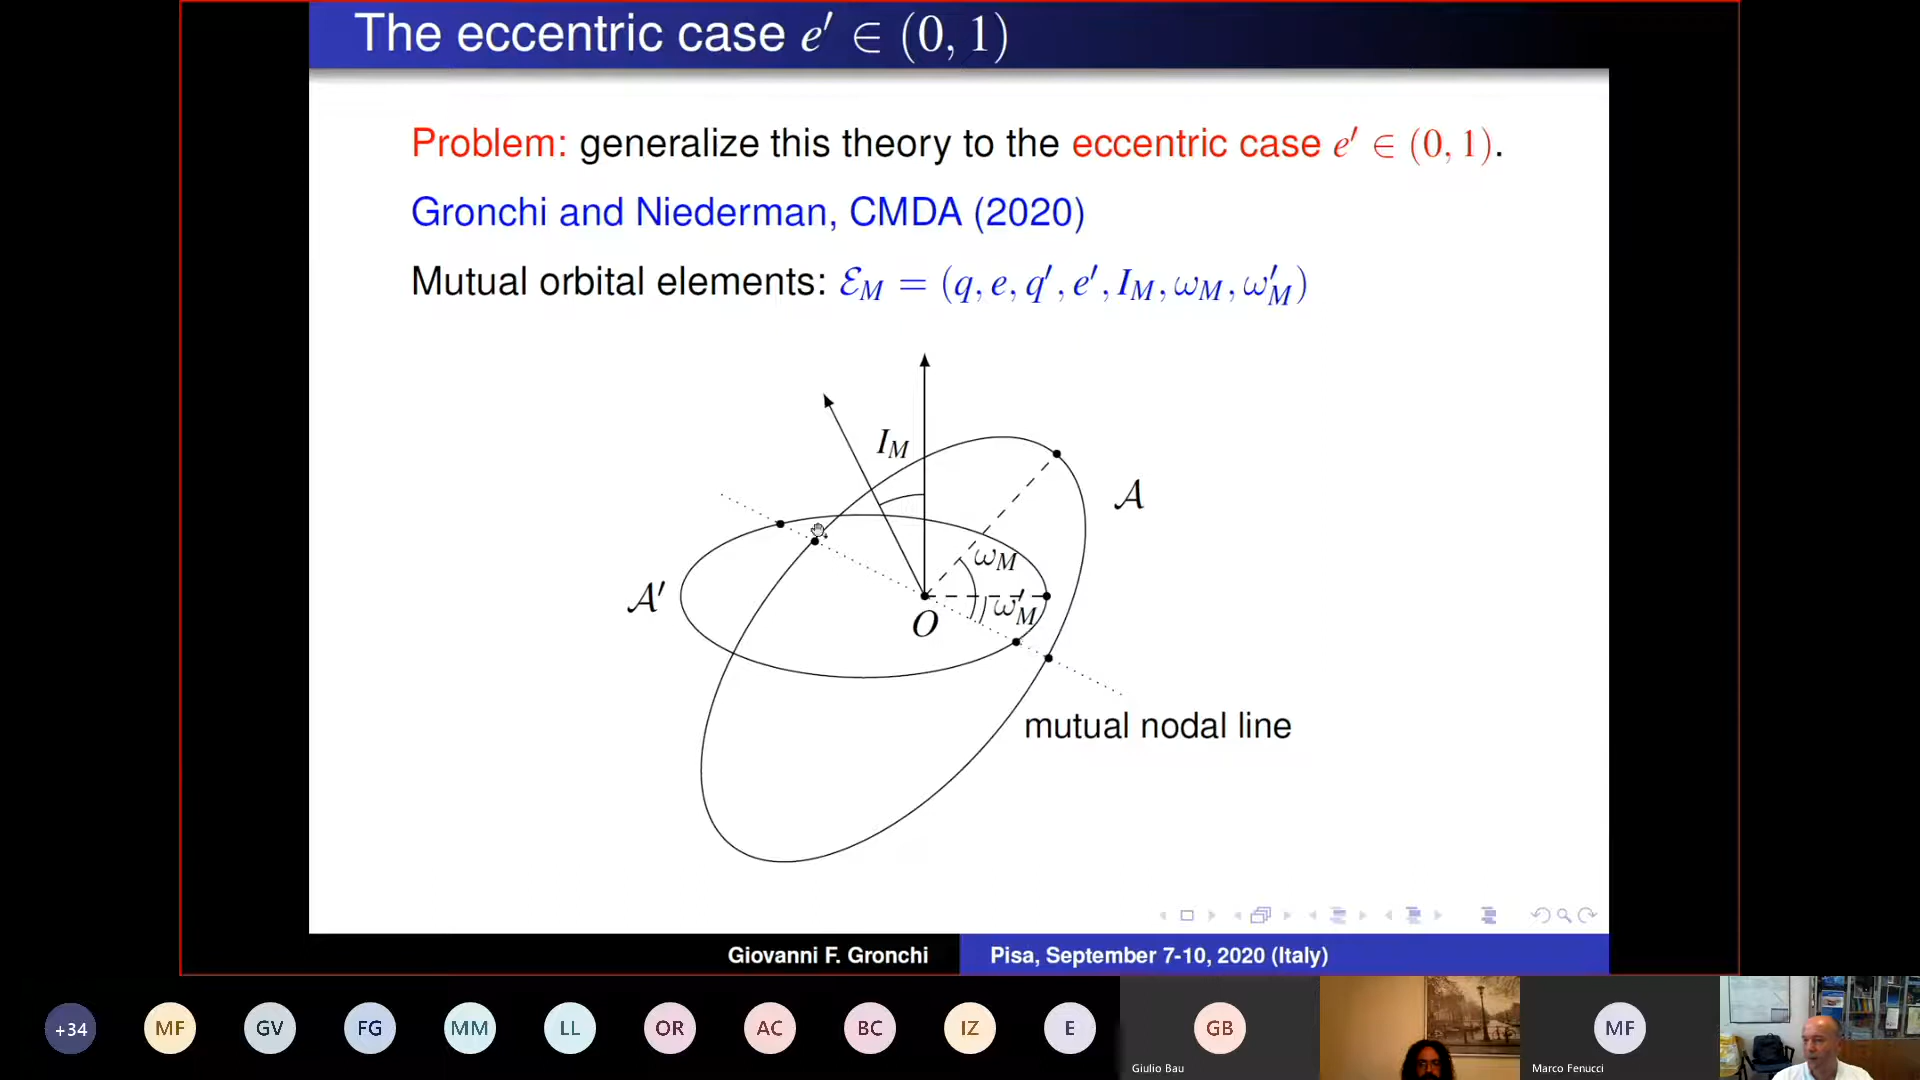 The eccentric case e′ ∈ (0, 1)
Problem: generalize this theory to the eccentric case e′ ∈ (0, 1).
Gronchi and Niederman, CMDA (2020)
Mutual orbital elements: ℰ_M = (q, e, q′, e′, I_M, ω_M, ω′_M)
I_M
𝒜
ω_M
𝒜′
ω′_M
O
mutual nodal line
Giovanni F. Gronchi Pisa, September 7-10, 2020 (Italy)
+34 MF GV FG MM LL OR AC BC IZ E GB MF
Giulio Bau Marco Fenucci